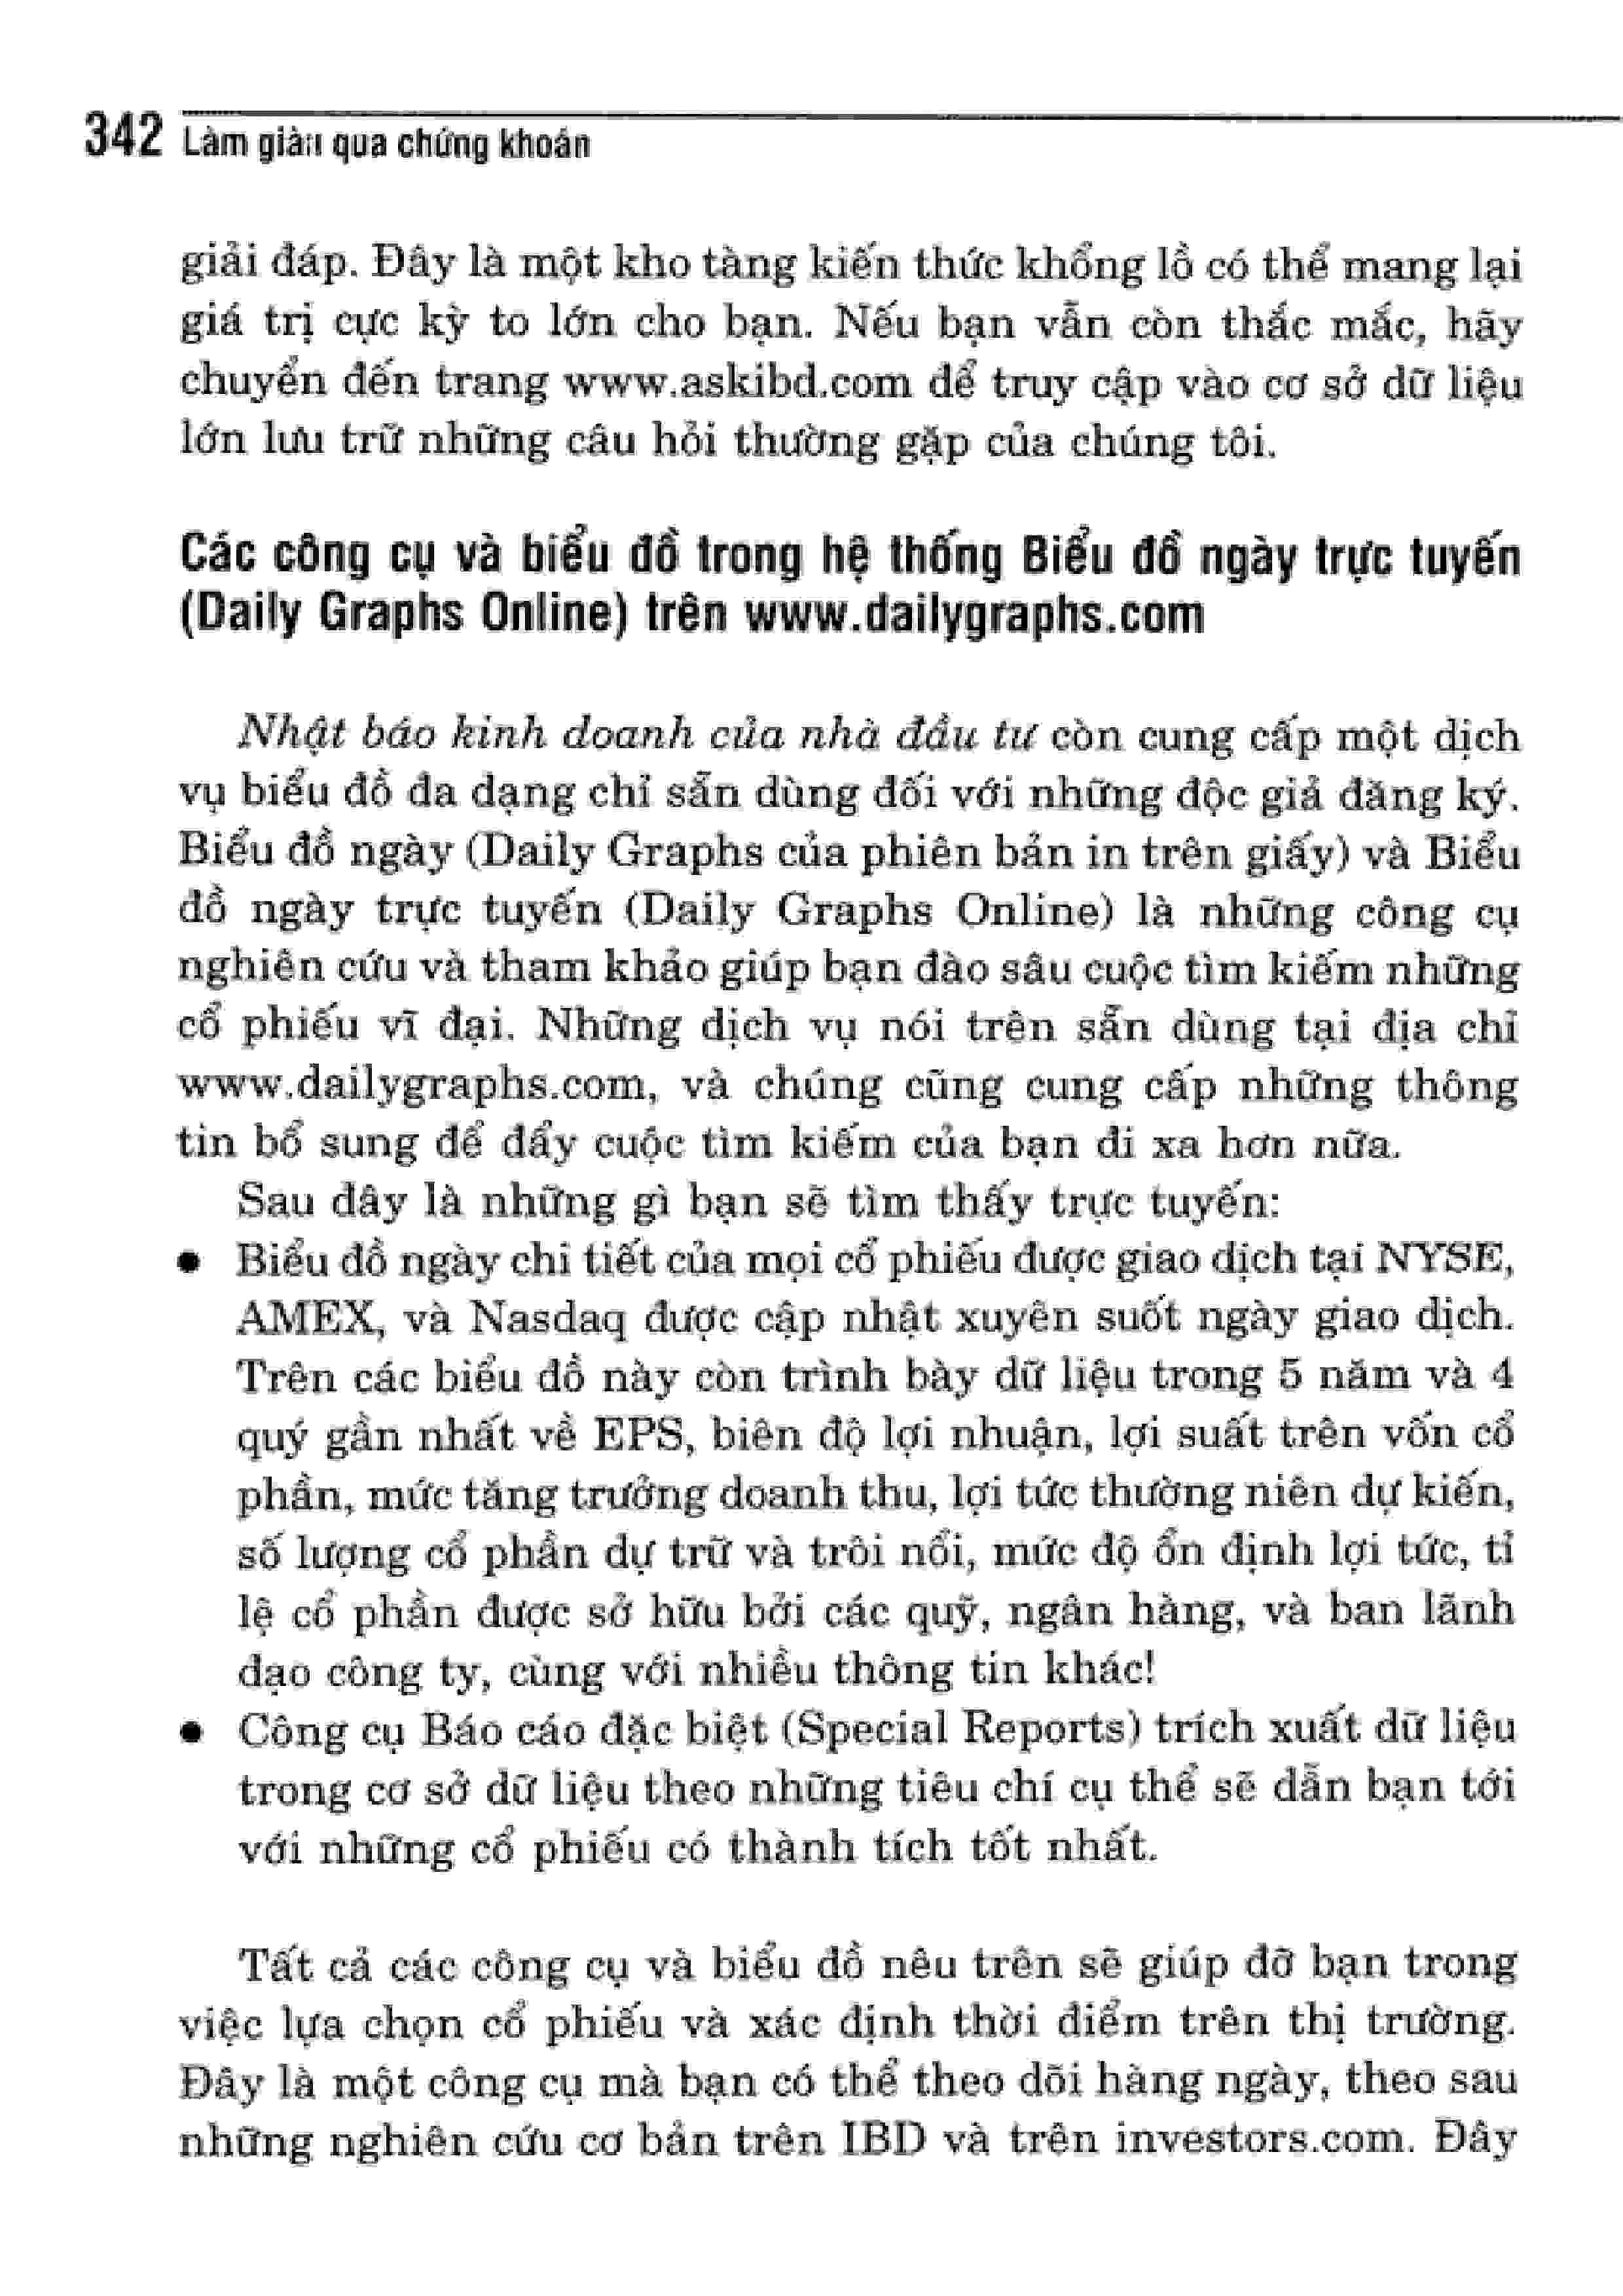 342 Làm giàu qua chứng khoán
giải đáp. Đây là một kho tàng kiến thức khổng lồ có thể mang lại
giá trị cực kỳ to lớn cho bạn. Nếu bạn vẫn còn thắc mắc, hãy
chuyển đến trang www.askibd.com để truy cập vào cơ sở dữ liệu
lớn lưu trữ những câu hỏi thường gặp của chúng tôi.
Các công cụ và biểu đồ trong hệ thống Biểu đồ ngày trực tuyến
(Daily Graphs Online) trên www.dailygraphs.com
Nhật báo kinh doanh của nhà đầu tư còn cung cấp một dịch
vụ biểu đồ đa dạng chỉ sẵn dùng đối với những độc giả đăng ký.
Biểu đồ ngày (Daily Graphs của phiên bản in trên giấy) và Biểu
đồ ngày trực tuyến (Daily Graphs Online) là những công cụ
nghiên cứu và tham khảo giúp bạn đào sâu cuộc tìm kiếm những
cổ phiếu vĩ đại. Những dịch vụ nói trên sẵn dùng tại địa chỉ
www.dailygraphs.com, và chúng cũng cung cấp những thông
tin bổ sung để đẩy cuộc tìm kiếm của bạn đi xa hơn nữa.
Sau đây là những gì bạn sẽ tìm thấy trực tuyến:
● Biểu đồ ngày chi tiết của mọi cổ phiếu được giao dịch tại NYSE,
AMEX, và Nasdaq được cập nhật xuyên suốt ngày giao dịch.
Trên các biểu đồ này còn trình bày dữ liệu trong 5 năm và 4
quý gần nhất về EPS, biên độ lợi nhuận, lợi suất trên vốn cổ
phần, mức tăng trưởng doanh thu, lợi tức thường niên dự kiến,
số lượng cổ phần dự trữ và trôi nổi, mức độ ổn định lợi tức, tỉ
lệ cổ phần được sở hữu bởi các quỹ, ngân hàng, và ban lãnh
đạo công ty, cùng với nhiều thông tin khác!
● Công cụ Báo cáo đặc biệt (Special Reports) trích xuất dữ liệu
trong cơ sở dữ liệu theo những tiêu chí cụ thể sẽ dẫn bạn tới
với những cổ phiếu có thành tích tốt nhất.
Tất cả các công cụ và biểu đồ nêu trên sẽ giúp đỡ bạn trong
việc lựa chọn cổ phiếu và xác định thời điểm trên thị trường.
Đây là một công cụ mà bạn có thể theo dõi hàng ngày, theo sau
những nghiên cứu cơ bản trên IBD và trên investors.com. Đây